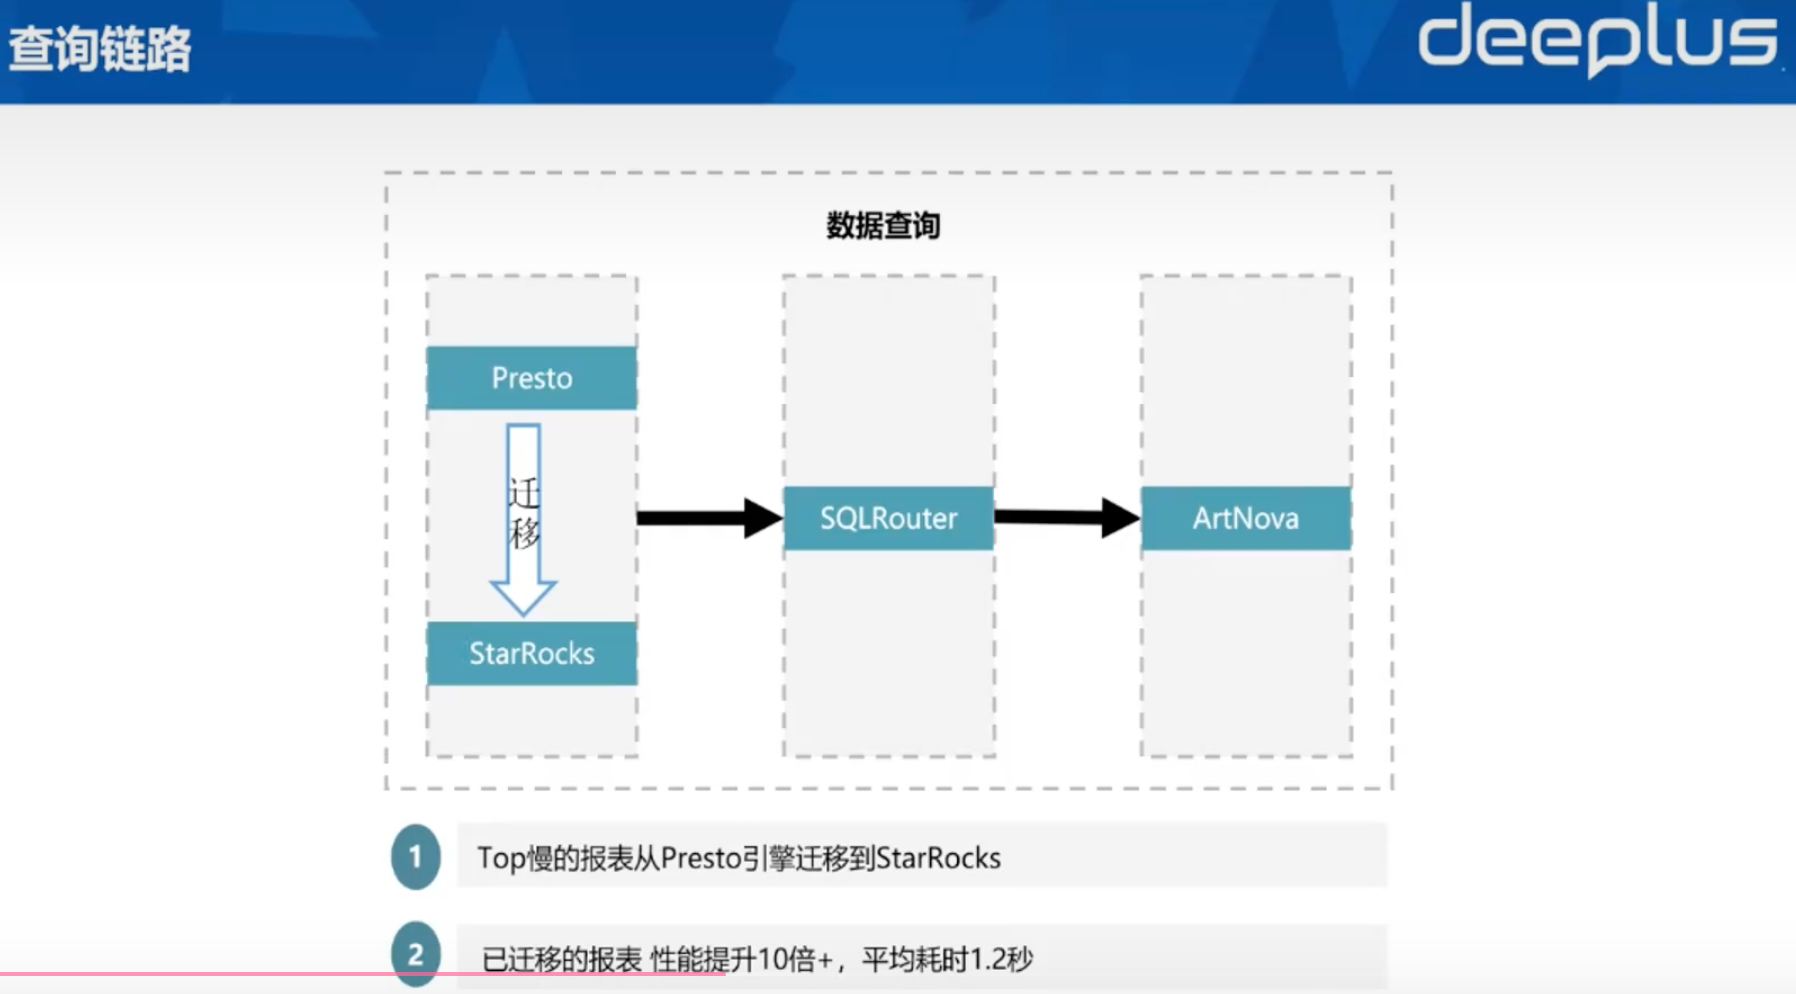 查询链路
deeplus
数据查询
Presto
迁
移
StarRocks
SQLRouter
ArtNova
1
Top慢的报表从Presto引擎迁移到StarRocks
2
已迁移的报表 性能提升10倍+，平均耗时1.2秒